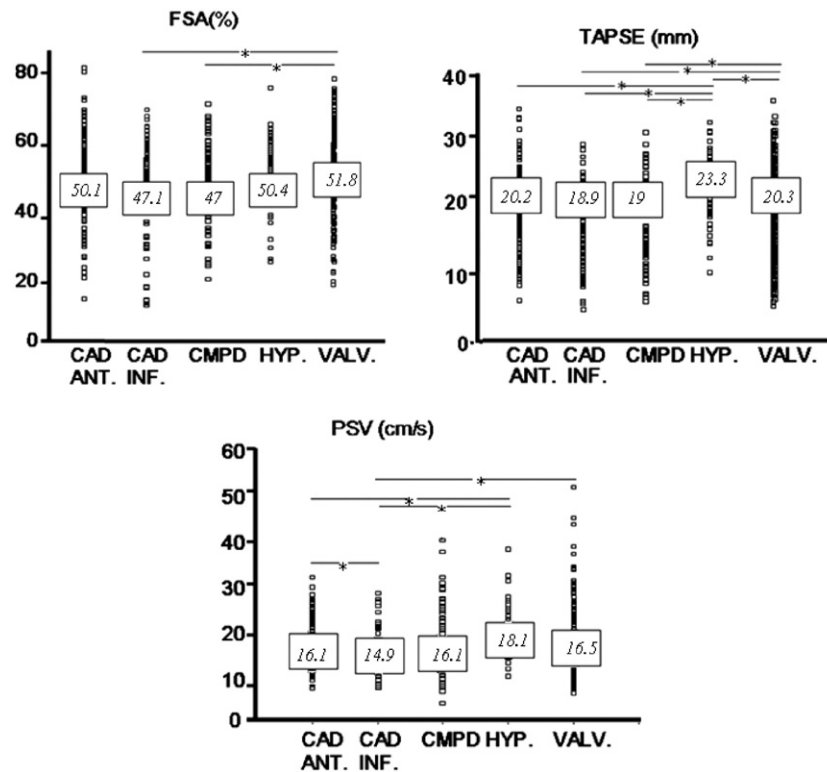 FSA(%)
80
60
40
20
0
50.1 47.1 47 50.4 51.8
CAD CAD CMPD HYP. VALV.
ANT. INF.
TAPSE (mm)
40
30
20
10
0
20.2 18.9 19 23.3 20.3
CAD CAD CMPD HYP. VALV.
ANT. INF.
PSV (cm/s)
60
50
40
30
20
10
0
16.1 14.9 16.1 18.1 16.5
CAD CAD CMPD HYP. VALV.
ANT. INF.